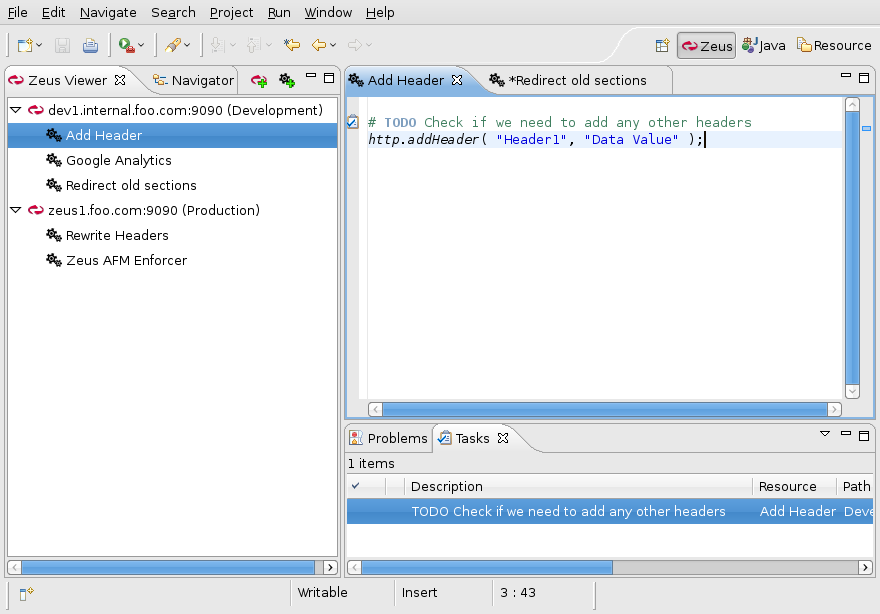 File Edit Navigate Search Project Run Window Help
Zeus Java Resource
Zeus Viewer Navigator
dev1.internal.foo.com:9090 (Development)
Add Header
Google Analytics
Redirect old sections
zeus1.foo.com:9090 (Production)
Rewrite Headers
Zeus AFM Enforcer
Add Header *Redirect old sections
# TODO Check if we need to add any other headers
http.addHeader( "Header1", "Data Value" );
Problems Tasks
1 items
Description Resource Path
TODO Check if we need to add any other headers Add Header Deve
Writable Insert 3 : 43